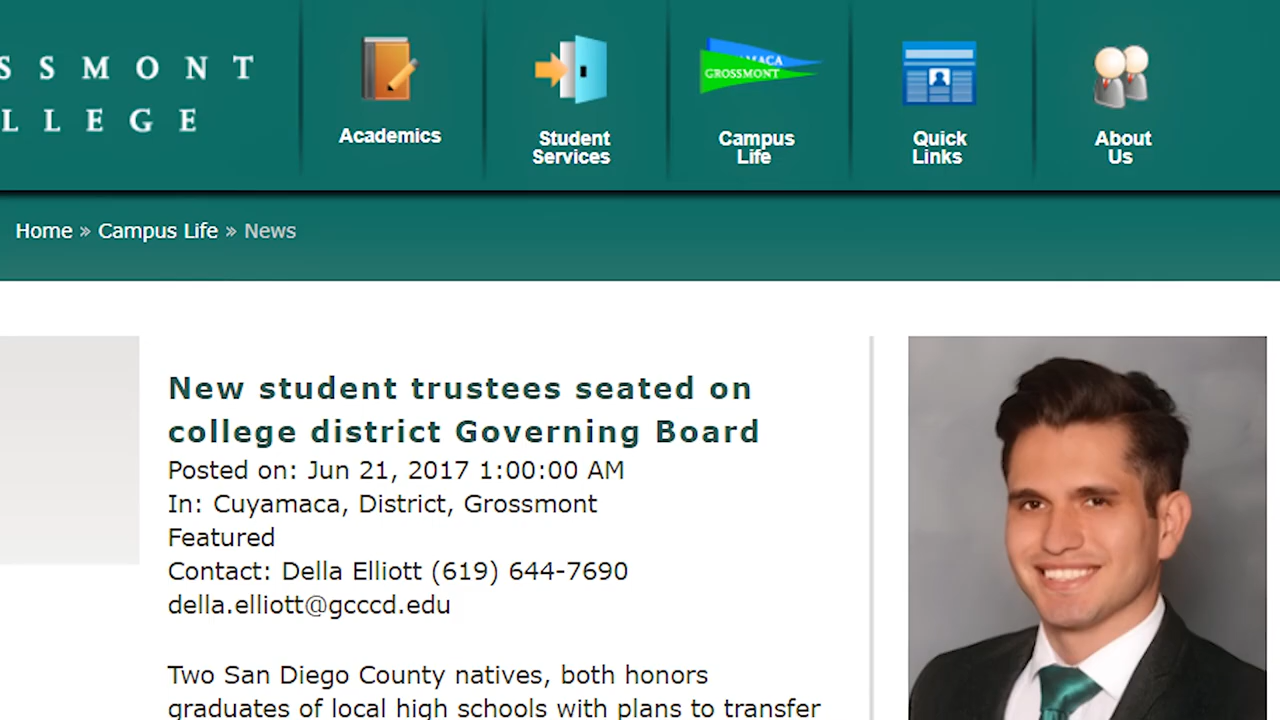 SSMONT
LLEGE
Academics
Student
Services
AMACA
GROSSMONT
Campus
Life
Quick
Links
About
Us
Home » Campus Life » News
New student trustees seated on
college district Governing Board
Posted on: Jun 21, 2017 1:00:00 AM
In: Cuyamaca, District, Grossmont
Featured
Contact: Della Elliott (619) 644-7690
della.elliott@gcccd.edu
Two San Diego County natives, both honors
graduates of local high schools with plans to transfer